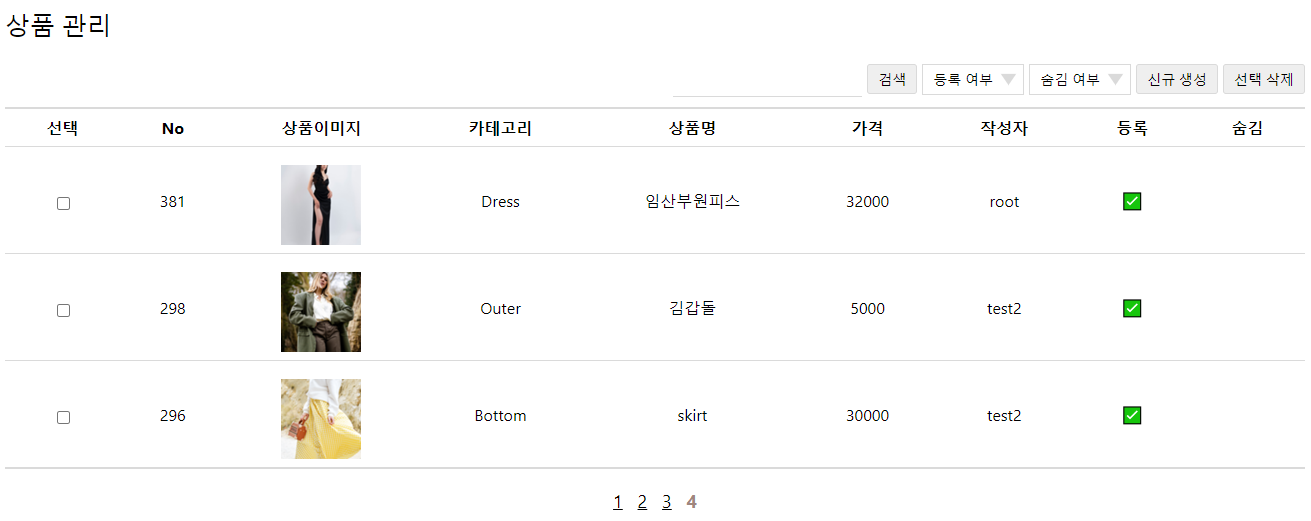 상품 관리
검색 등록 여부 숨김 여부 신규 생성 선택 삭제
선택 No 상품이미지 카테고리 상품명 가격 작성자 등록 숨김
381 Dress 임산부원피스 32000 root ✅
298 Outer 김갑돌 5000 test2 ✅
296 Bottom skirt 30000 test2 ✅
1 2 3 4